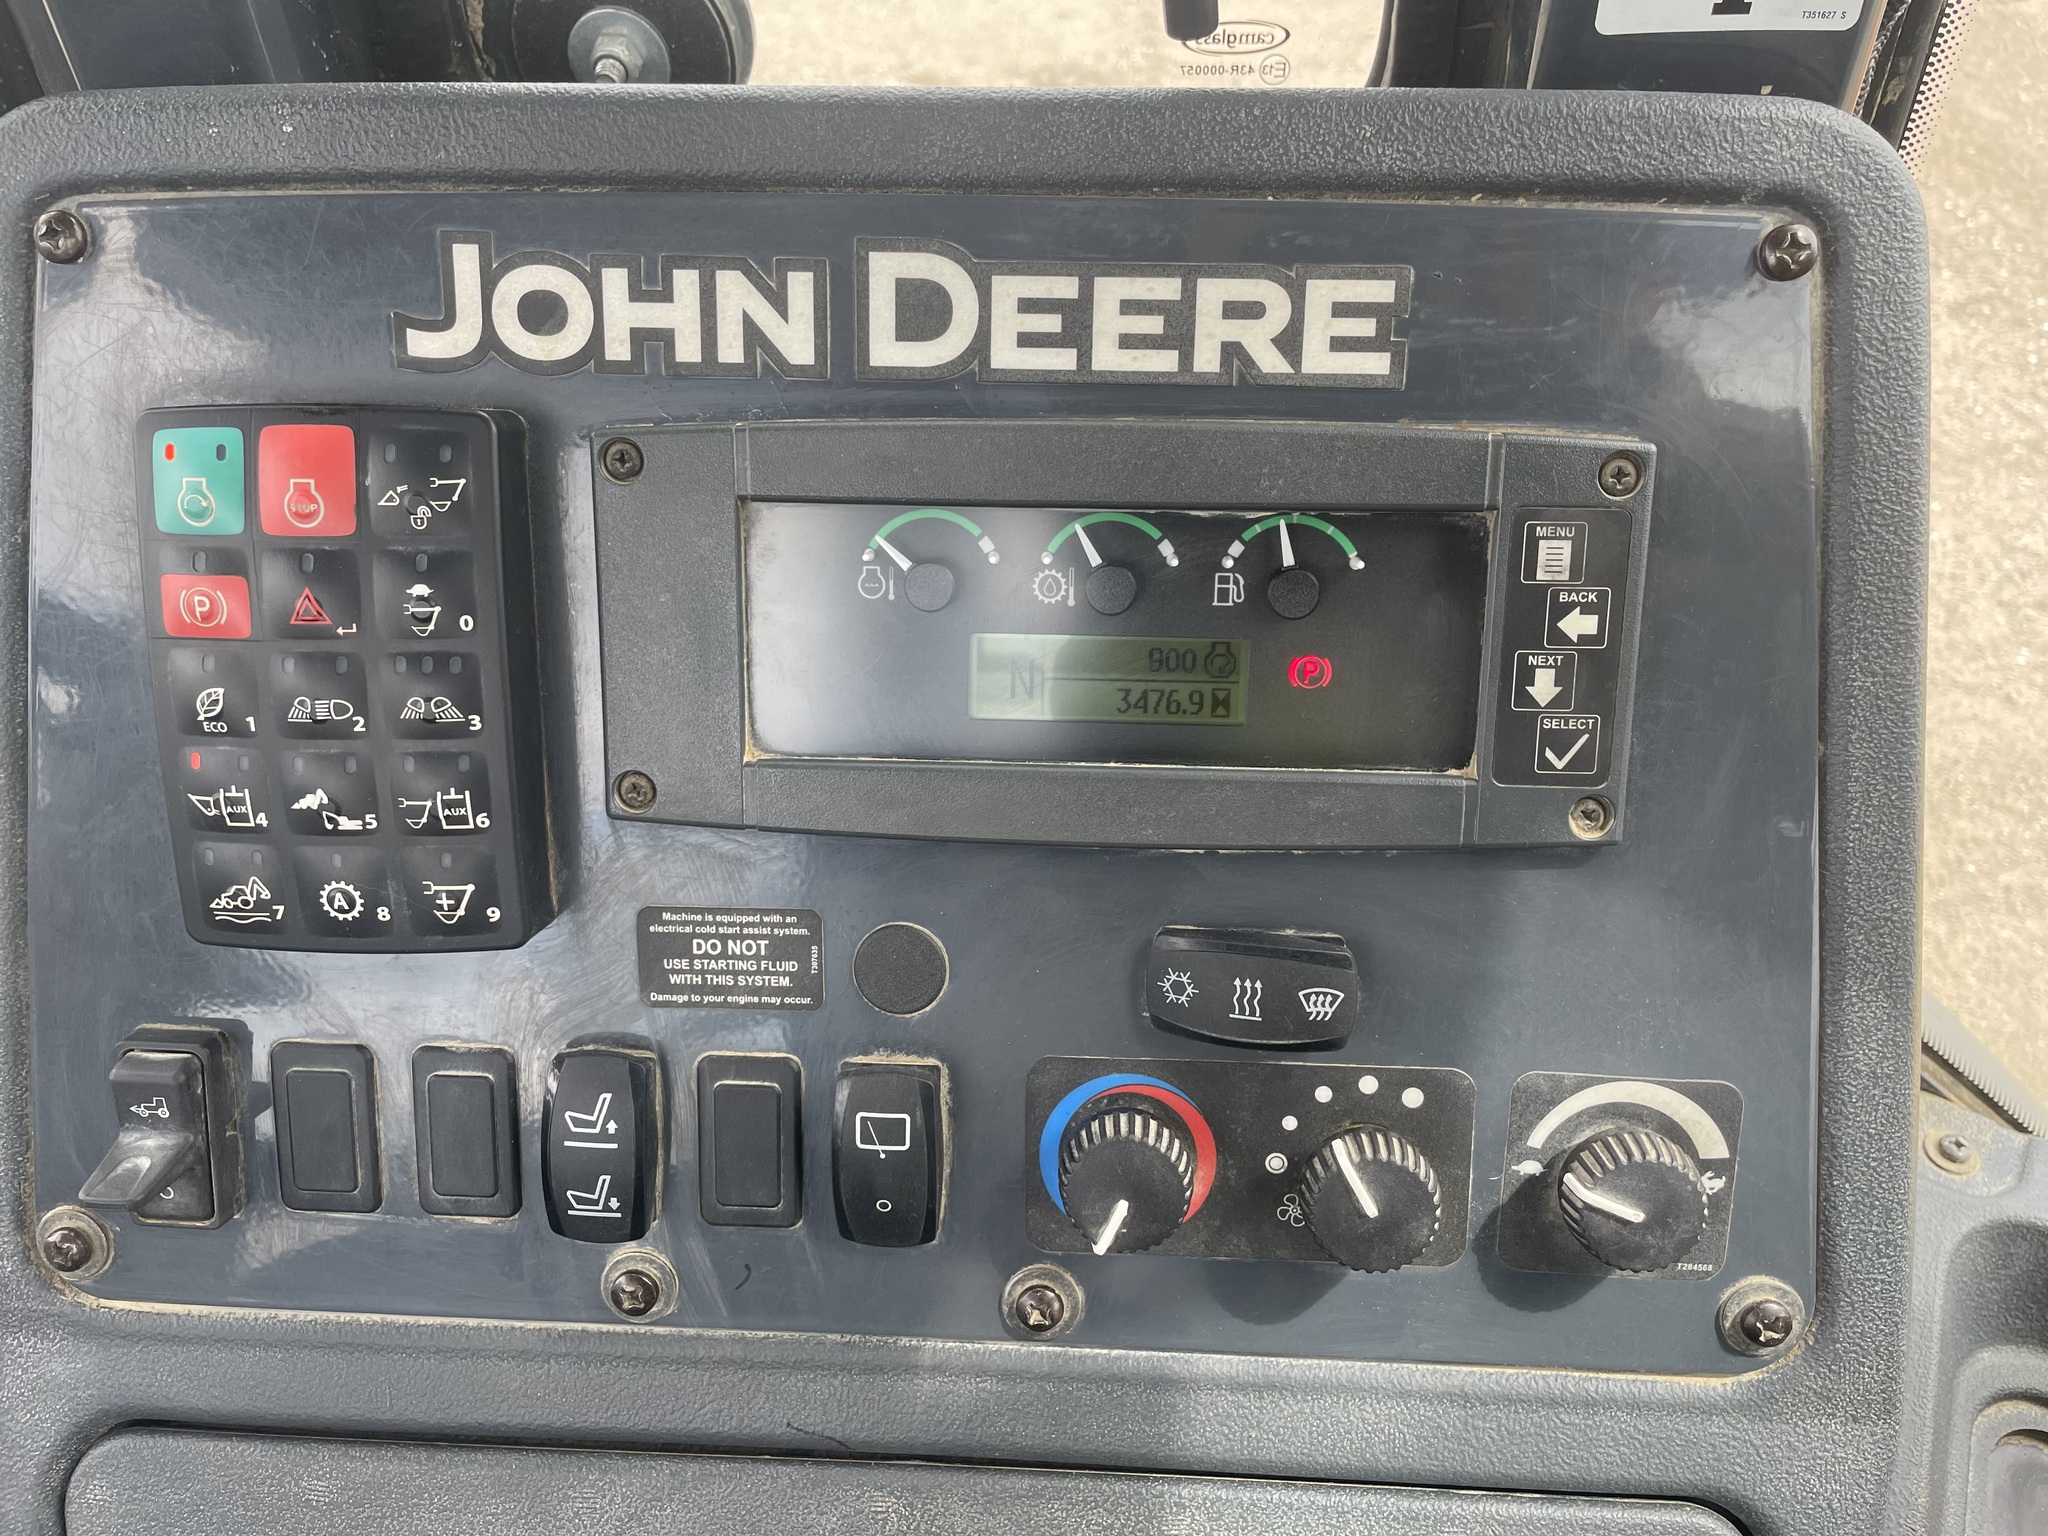 camglass
E13 43R-000057
T351627 S
JOHN DEERE
STOP
P
0
ECO 1
2
3
AUX 4
5
AUX 6
7
A 8
9
N
900
3476.9
P
MENU
BACK
NEXT
SELECT
Machine is equipped with an
electrical cold start assist system.
DO NOT
USE STARTING FLUID
WITH THIS SYSTEM.
Damage to your engine may occur.
T307635
T284568